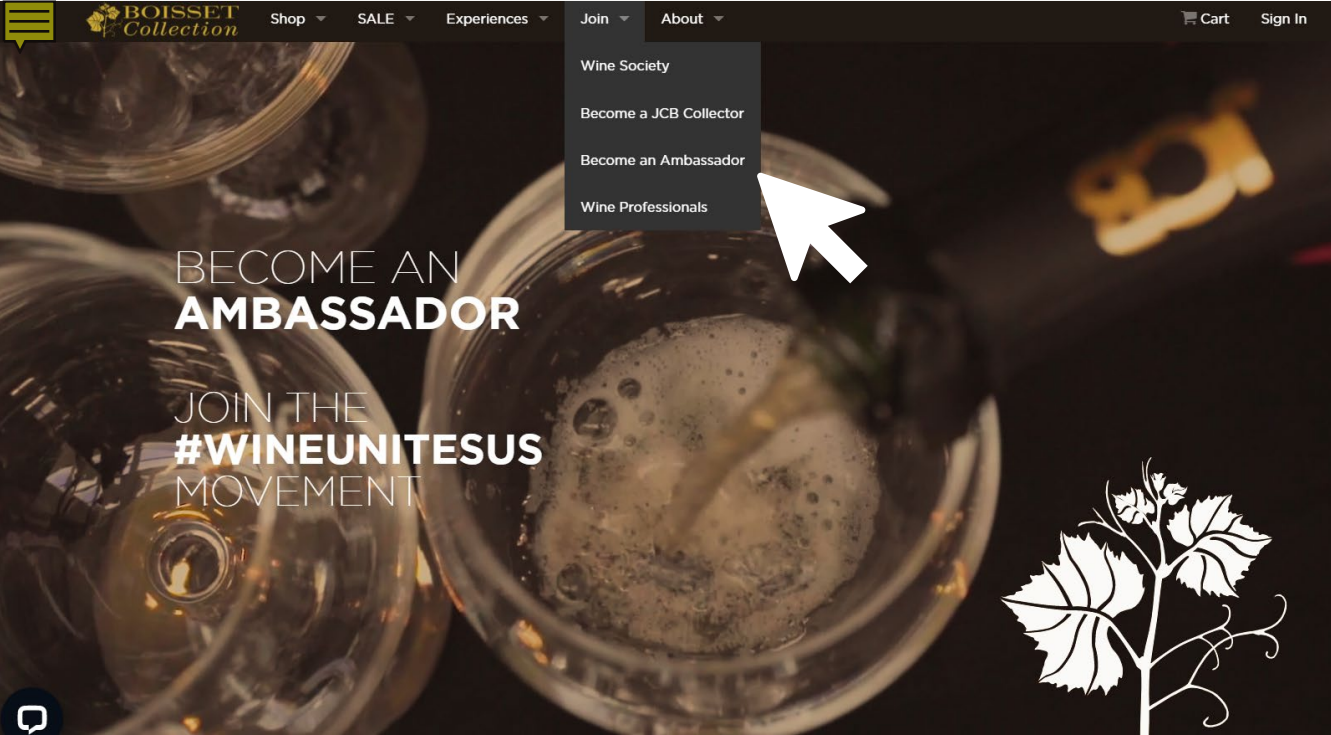 BOISSET
Collection
Shop
SALE
Experiences
Join
About
Cart
Sign In
Wine Society
Become a JCB Collector
Become an Ambassador
Wine Professionals
BECOME AN
AMBASSADOR
JOIN THE
#WINEUNITESUS
MOVEMENT